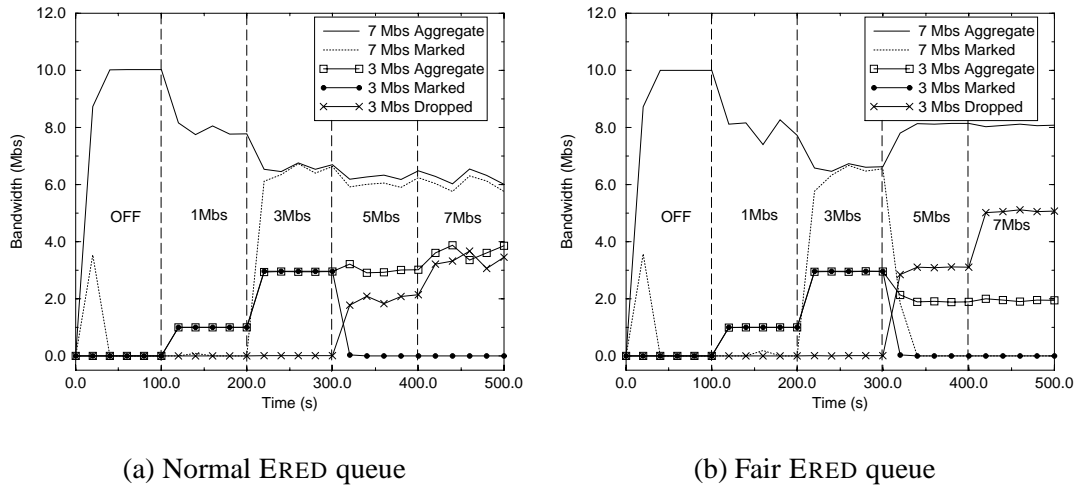 12.0
10.0
8.0
6.0
4.0
2.0
0.0
Bandwidth (Mbs)
0.0 100.0 200.0 300.0 400.0 500.0
Time (s)
7 Mbs Aggregate
7 Mbs Marked
3 Mbs Aggregate
3 Mbs Marked
3 Mbs Dropped
OFF 1Mbs 3Mbs 5Mbs 7Mbs
(a) Normal ERED queue
12.0
10.0
8.0
6.0
4.0
2.0
0.0
Bandwidth (Mbs)
0.0 100.0 200.0 300.0 400.0 500.0
Time (s)
7 Mbs Aggregate
7 Mbs Marked
3 Mbs Aggregate
3 Mbs Marked
3 Mbs Dropped
OFF 1Mbs 3Mbs 5Mbs 7Mbs
(b) Fair ERED queue